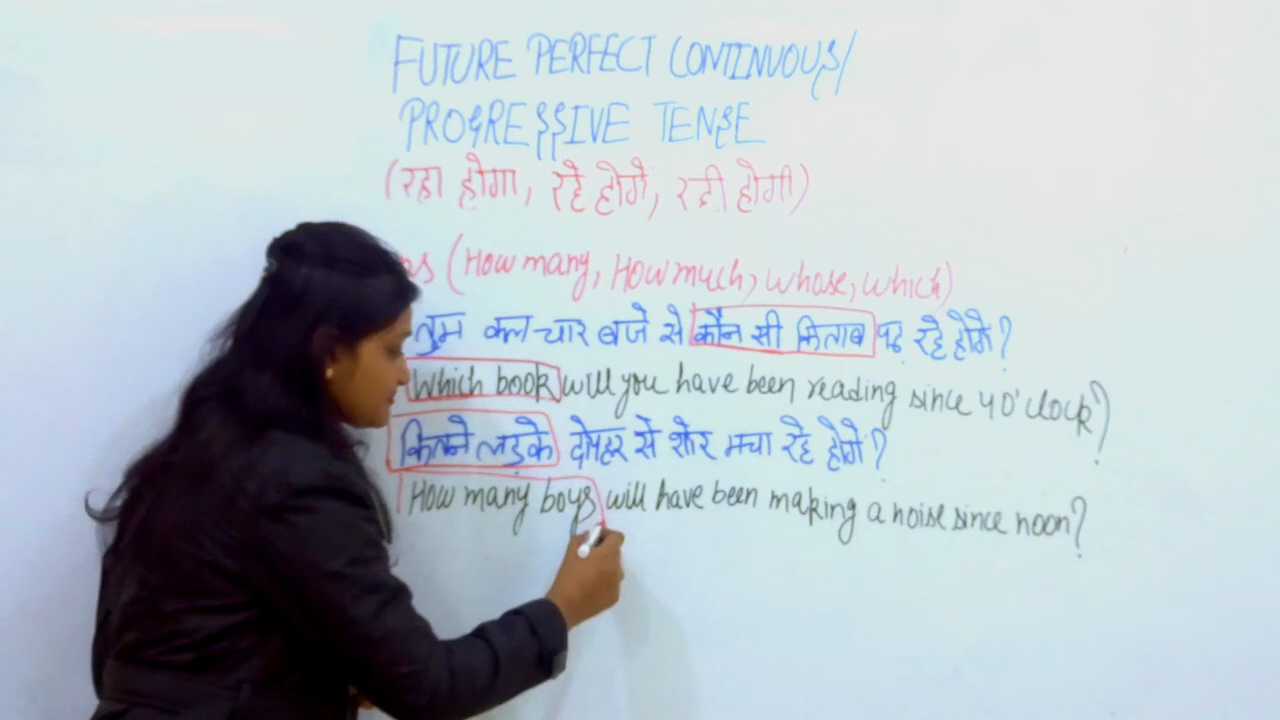 FUTURE PERFECT CONTINUOUS/
PROGRESSIVE TENSE
(रहा होगा, रहे होगे, रही होगी)
(How many, How much, whose, which)
तुम कल चार बजे से कौन सी किताब पढ़ रहे होगे?
Which book will you have been reading since 4 O'clock?
कितने लड़के दोपहर से शोर मचा रहे होगे?
How many boys will have been making a noise since noon?